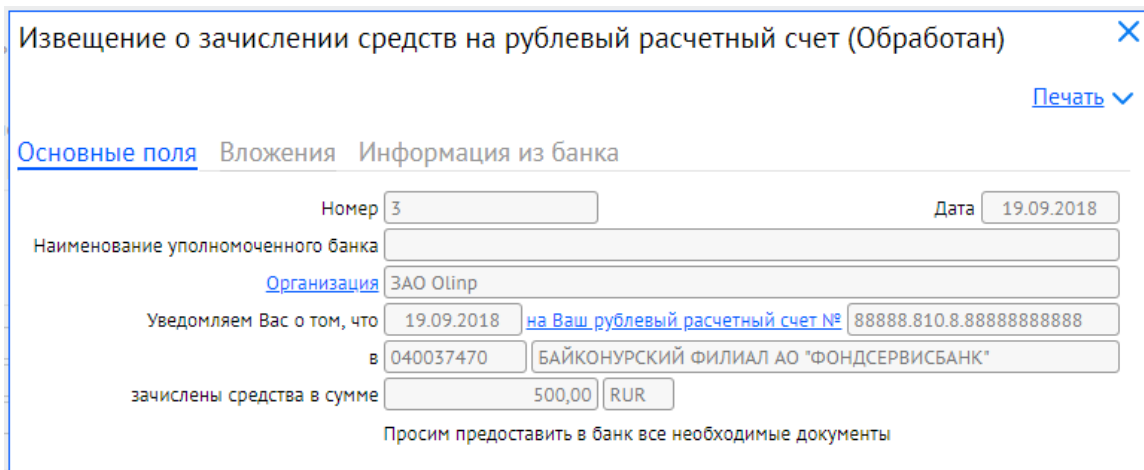 Извещение о зачислении средств на рублевый расчетный счет (Обработан)
Печать
Основные поля Вложения Информация из банка
Номер 3 Дата 19.09.2018
Наименование уполномоченного банка
Организация ЗАО Olinp
Уведомляем Вас о том, что 19.09.2018 на Ваш рублевый расчетный счет № 88888.810.8.88888888888
в 040037470 БАЙКОНУРСКИЙ ФИЛИАЛ АО "ФОНДСЕРВИСБАНК"
зачислены средства в сумме 500,00 RUR
Просим предоставить в банк все необходимые документы